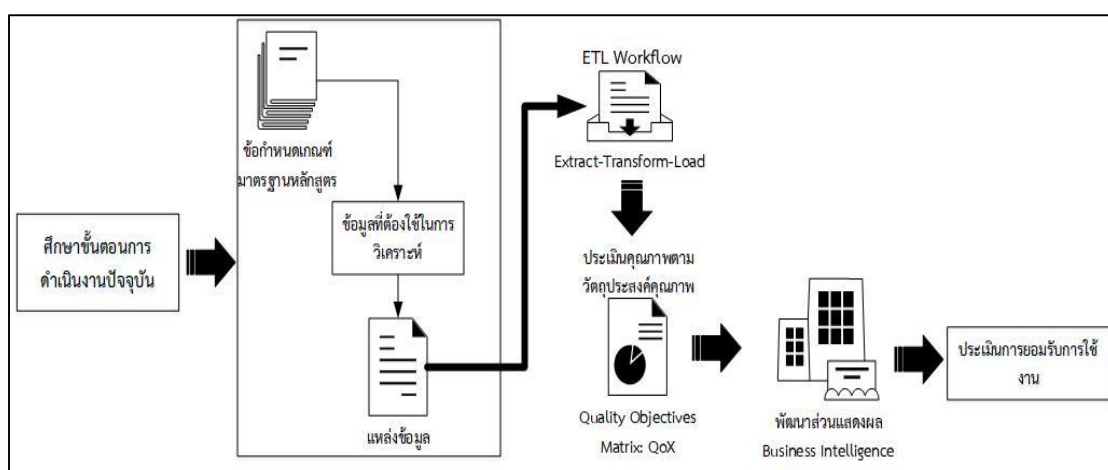 ศึกษาขั้นตอนการ
ดำเนินงานปัจจุบัน
ข้อกำหนดเกณฑ์
มาตรฐานหลักสูตร
ข้อมูลที่ต้องใช้ในการ
วิเคราะห์
แหล่งข้อมูล
ETL Workflow
Extract-Transform-Load
ประเมินคุณภาพตาม
วัตถุประสงค์คุณภาพ
Quality Objectives
Matrix: QoX
พัฒนาส่วนแสดงผล
Business Intelligence
ประเมินการยอมรับการใช้
งาน